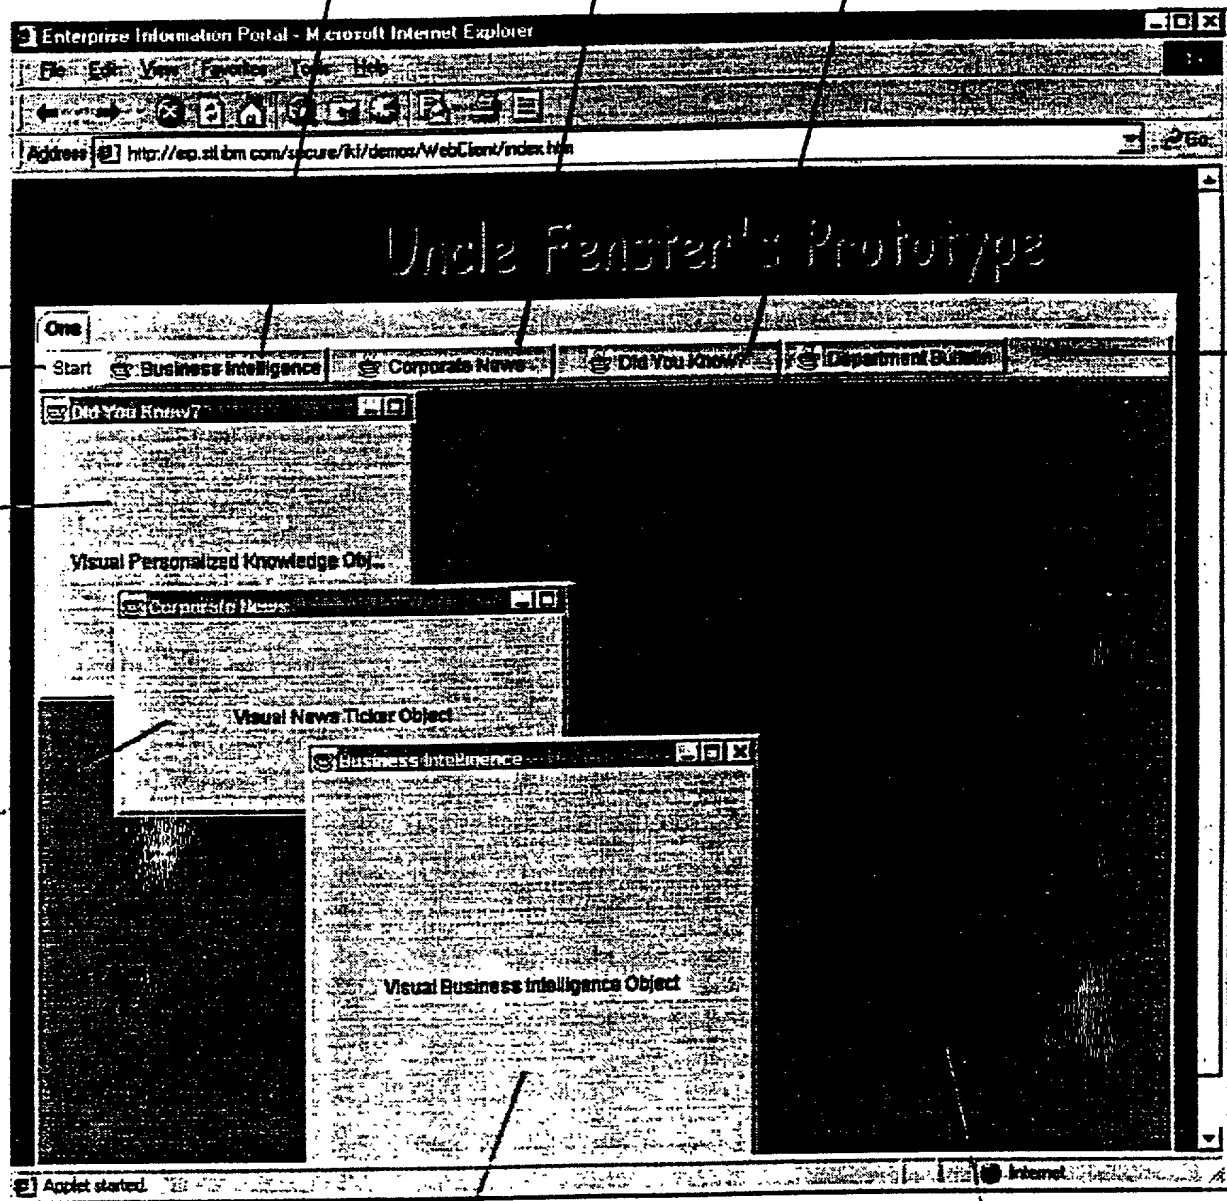 Enterprise Information Portal - Microsoft Internet Explorer
File Edit View Favorites Tools Help
Address http://eip.stl.ibm.com/secure/iki/demos/WebClient/index.htm Go
Uncle Fenster's Prototype
One
Start Business Intelligence Corporate News Did You Know? Department Bulletin
Did You Know?
Visual Personalized Knowledge Obj...
Corporate News
Visual News Ticker Object
Business Intelligence
Visual Business Intelligence Object
Applet started. Internet